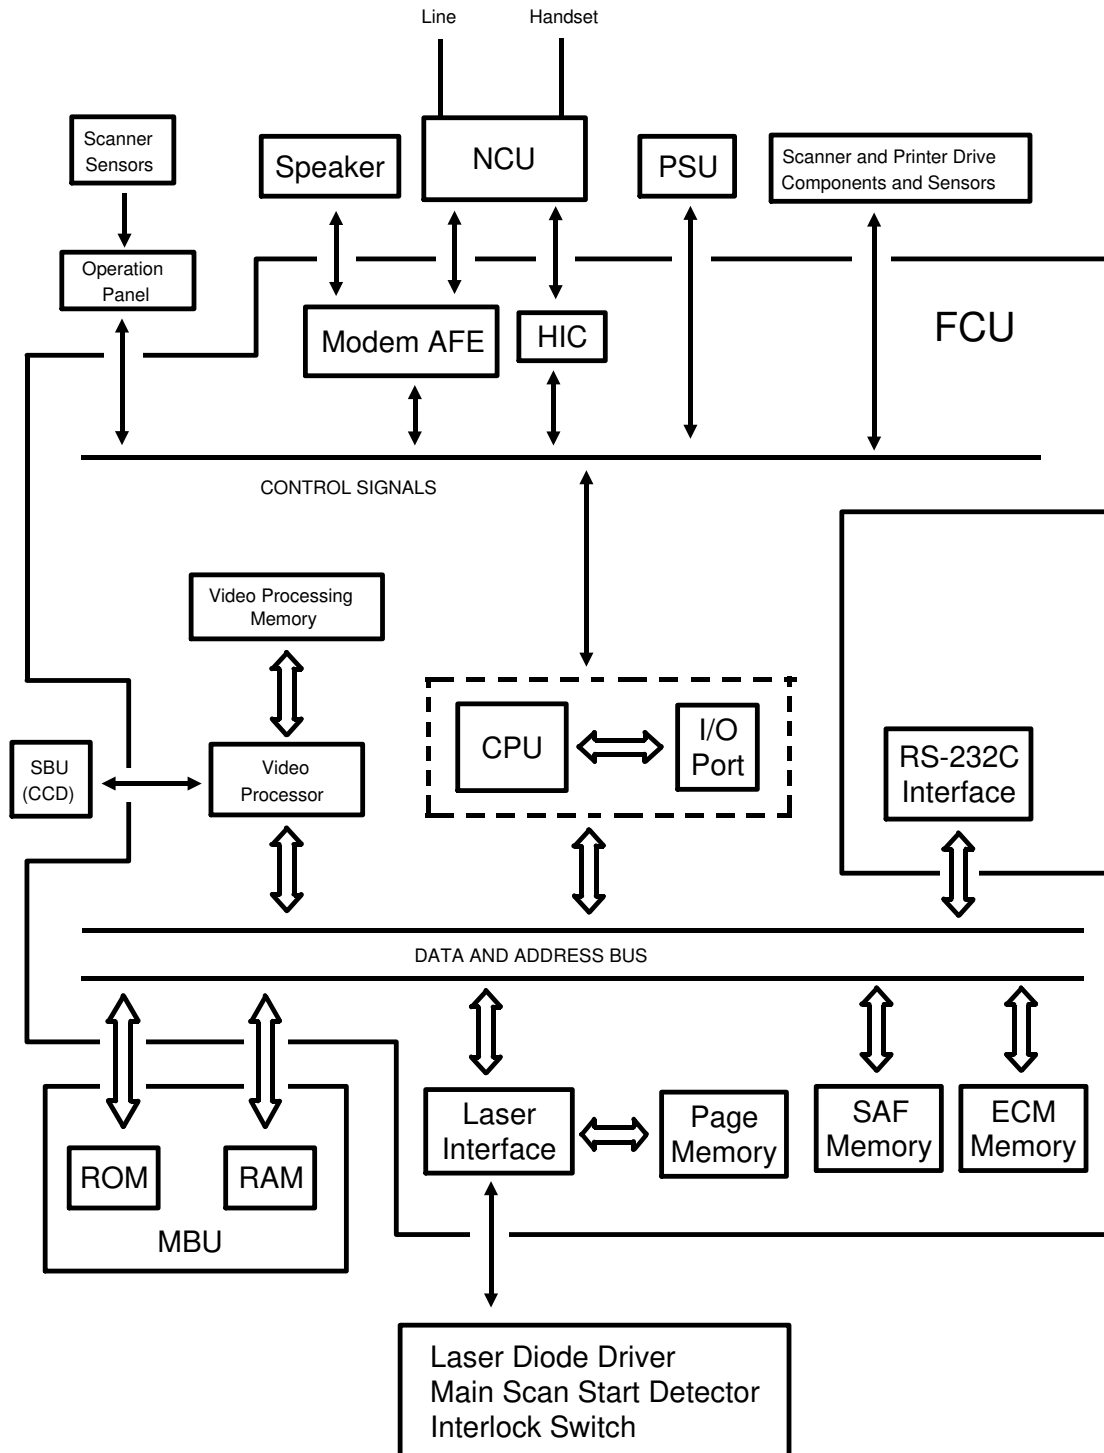 Line
Handset
Scanner
Sensors
Speaker
NCU
PSU
Scanner and Printer Drive
Components and Sensors
Operation
Panel
Modem AFE
HIC
FCU
CONTROL SIGNALS
Video Processing
Memory
CPU
I/O
Port
SBU
(CCD)
Video
Processor
RS-232C
Interface
DATA AND ADDRESS BUS
Laser
Interface
Page
Memory
SAF
Memory
ECM
Memory
ROM
RAM
MBU
Laser Diode Driver
Main Scan Start Detector
Interlock Switch